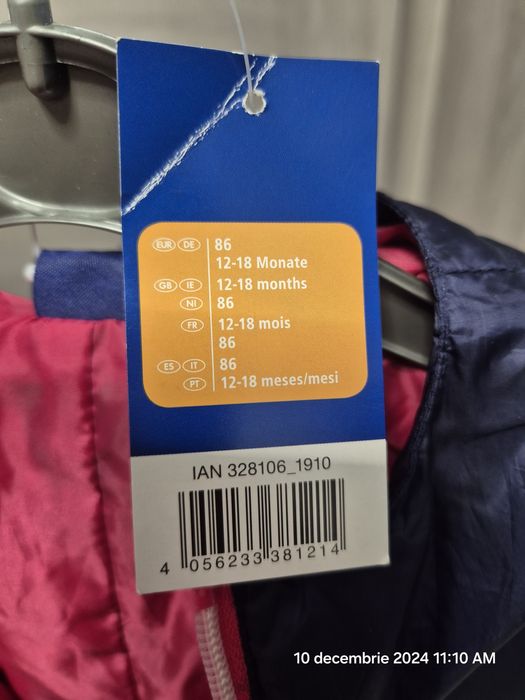 EUR DE 86
12-18 Monate
GB IE 12-18 months
NI 86
FR 12-18 mois
86
ES IT 86
PT 12-18 meses/mesi
IAN 328106_1910
4 056233 381214
10 decembrie 2024 11:10 AM